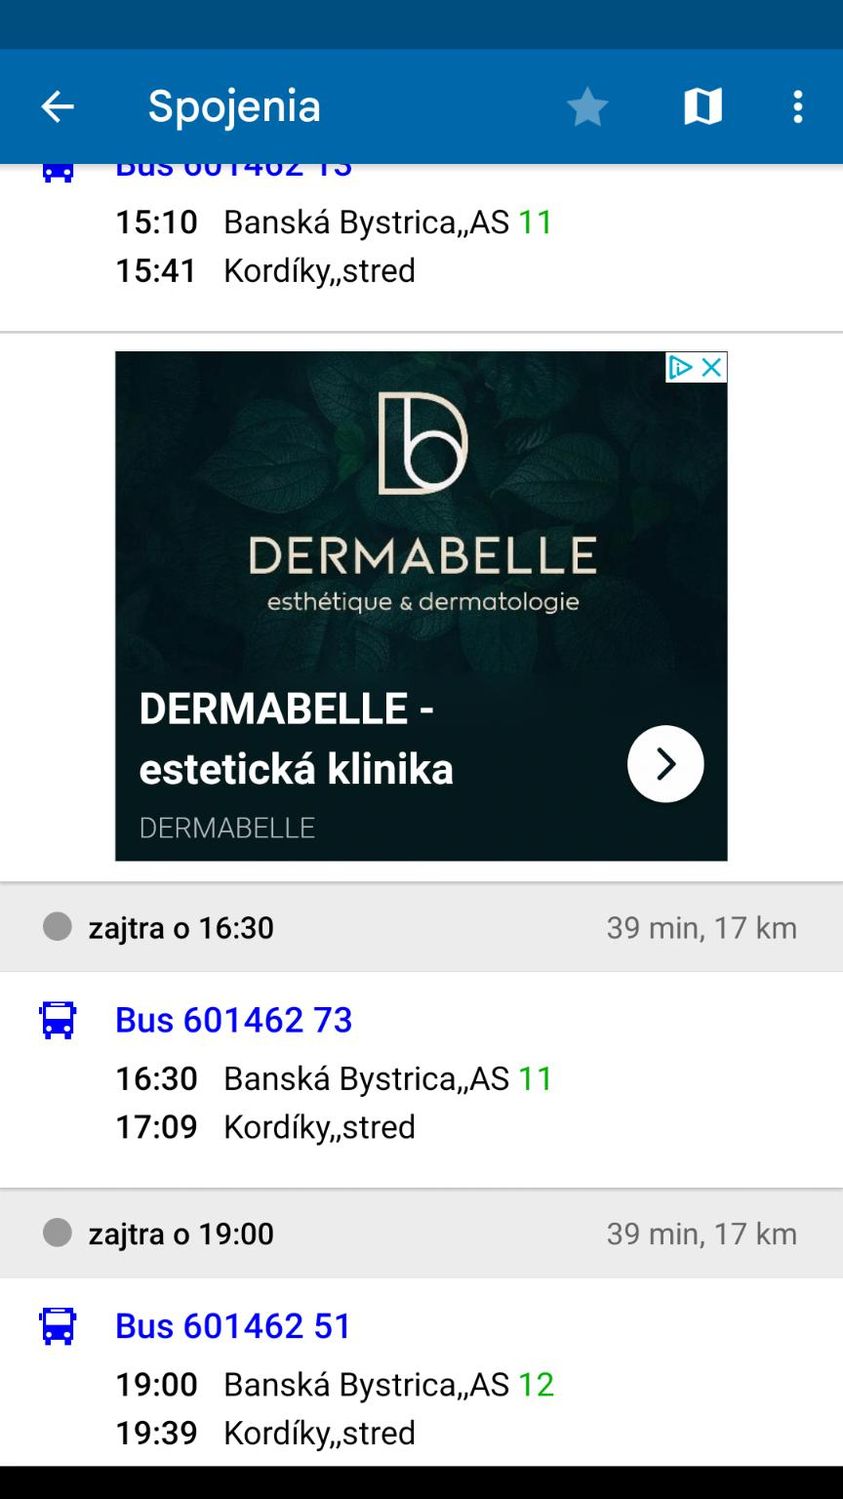 Spojenia
Bus 601462 13
15:10 Banská Bystrica,,AS 11
15:41 Kordíky,,stred
DERMABELLE
esthétique & dermatologie
DERMABELLE -
estetická klinika
DERMABELLE
zajtra o 16:30 39 min, 17 km
Bus 601462 73
16:30 Banská Bystrica,,AS 11
17:09 Kordíky,,stred
zajtra o 19:00 39 min, 17 km
Bus 601462 51
19:00 Banská Bystrica,,AS 12
19:39 Kordíky,,stred